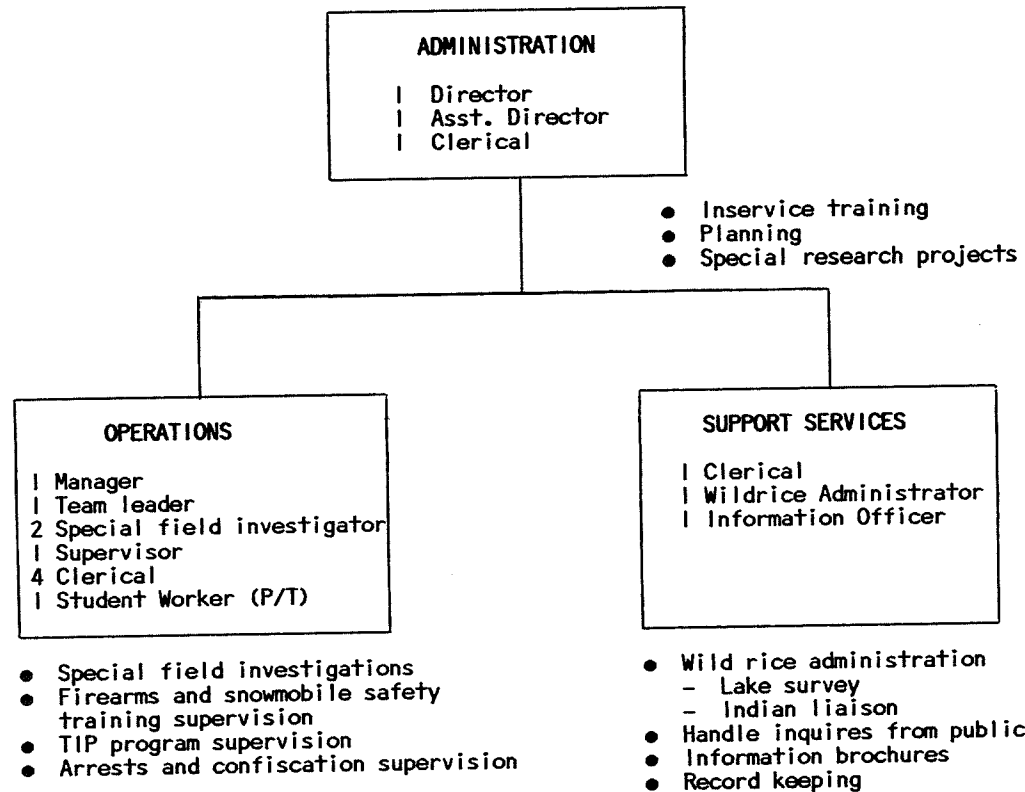 ADMINISTRATION
1 Director
1 Asst. Director
1 Clerical
● Inservice training
● Planning
● Special research projects
OPERATIONS
1 Manager
1 Team leader
2 Special field investigator
1 Supervisor
4 Clerical
1 Student Worker (P/T)
● Special field investigations
● Firearms and snowmobile safety
training supervision
● TIP program supervision
● Arrests and confiscation supervision
SUPPORT SERVICES
1 Clerical
1 Wildrice Administrator
1 Information Officer
● Wild rice administration
- Lake survey
- Indian liaison
● Handle inquires from public
● Information brochures
● Record keeping